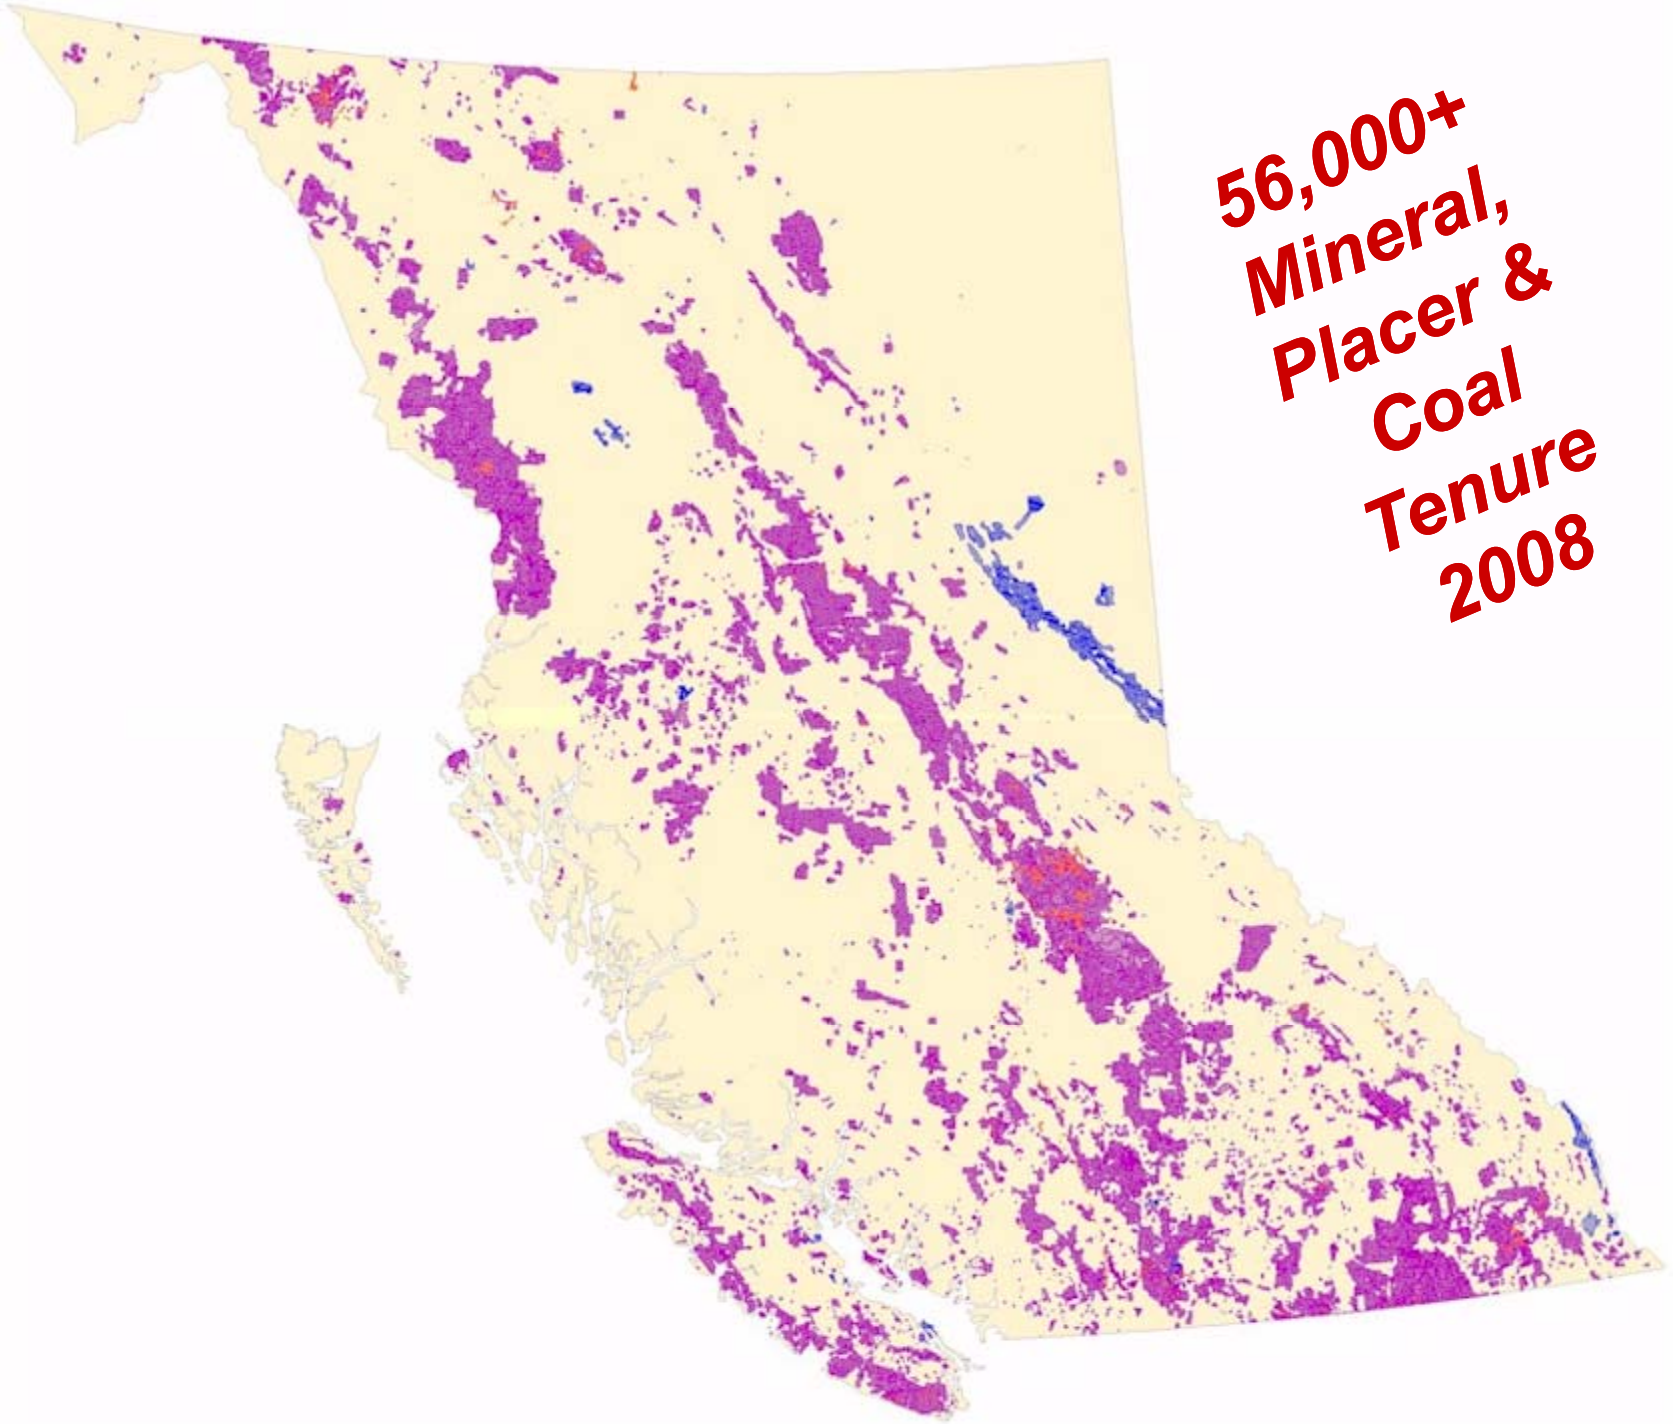 56,000+
Mineral,
Placer &
Coal
Tenure
2008